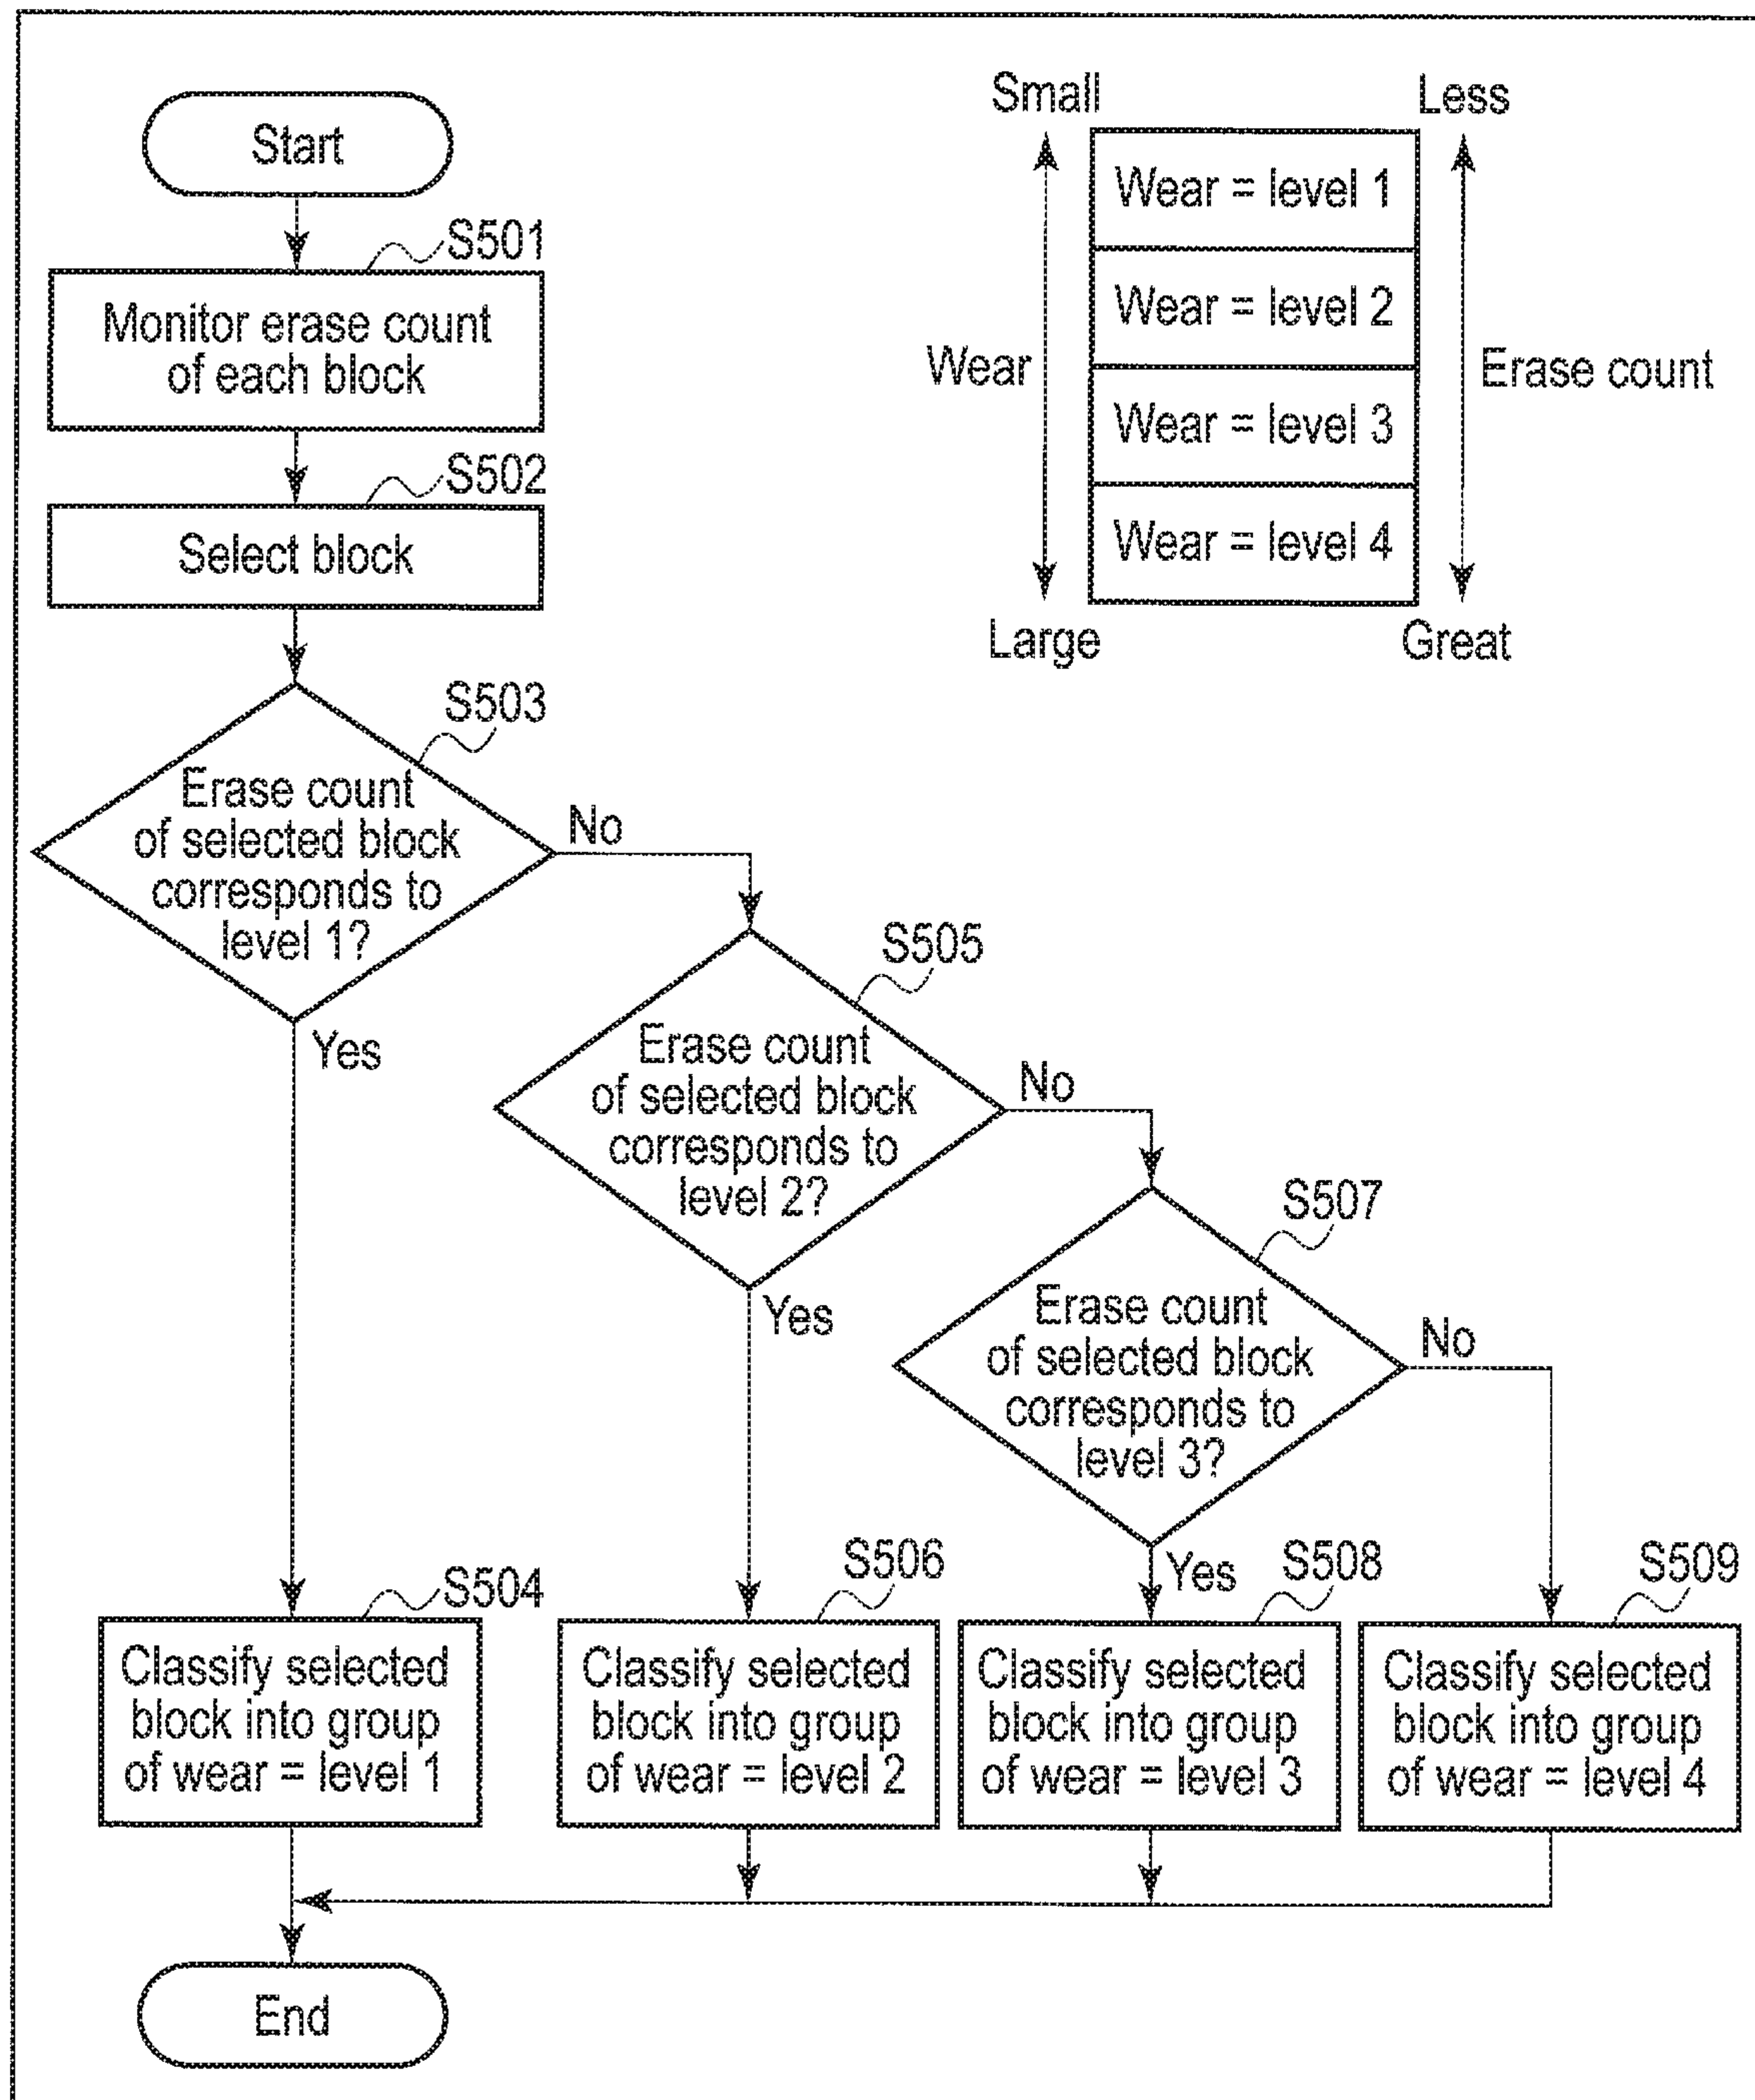 Start
S501
Monitor erase count
of each block
S502
Select block
S503
Erase count
of selected block
corresponds to
level 1?
No
Yes
S505
Erase count
of selected block
corresponds to
level 2?
No
Yes
S507
Erase count
of selected block
corresponds to
level 3?
No
Yes
S504
Classify selected
block into group
of wear = level 1
S506
Classify selected
block into group
of wear = level 2
S508
Classify selected
block into group
of wear = level 3
S509
Classify selected
block into group
of wear = level 4
End
Small
Less
Wear = level 1
Wear = level 2
Wear
Erase count
Wear = level 3
Wear = level 4
Large
Great